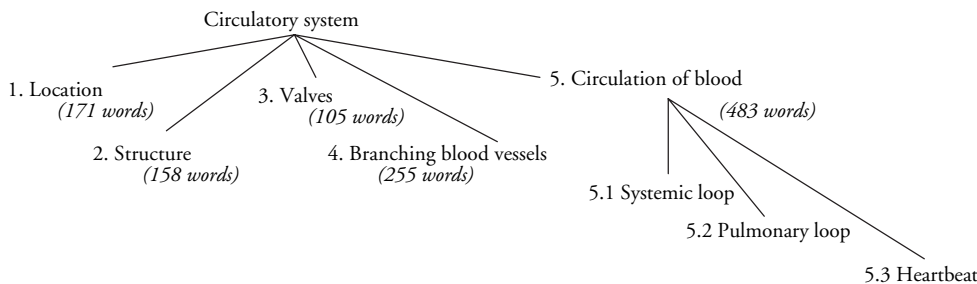 Circulatory system
1. Location
(171 words)
2. Structure
(158 words)
3. Valves
(105 words)
4. Branching blood vessels
(255 words)
5. Circulation of blood
(483 words)
5.1 Systemic loop
5.2 Pulmonary loop
5.3 Heartbeat